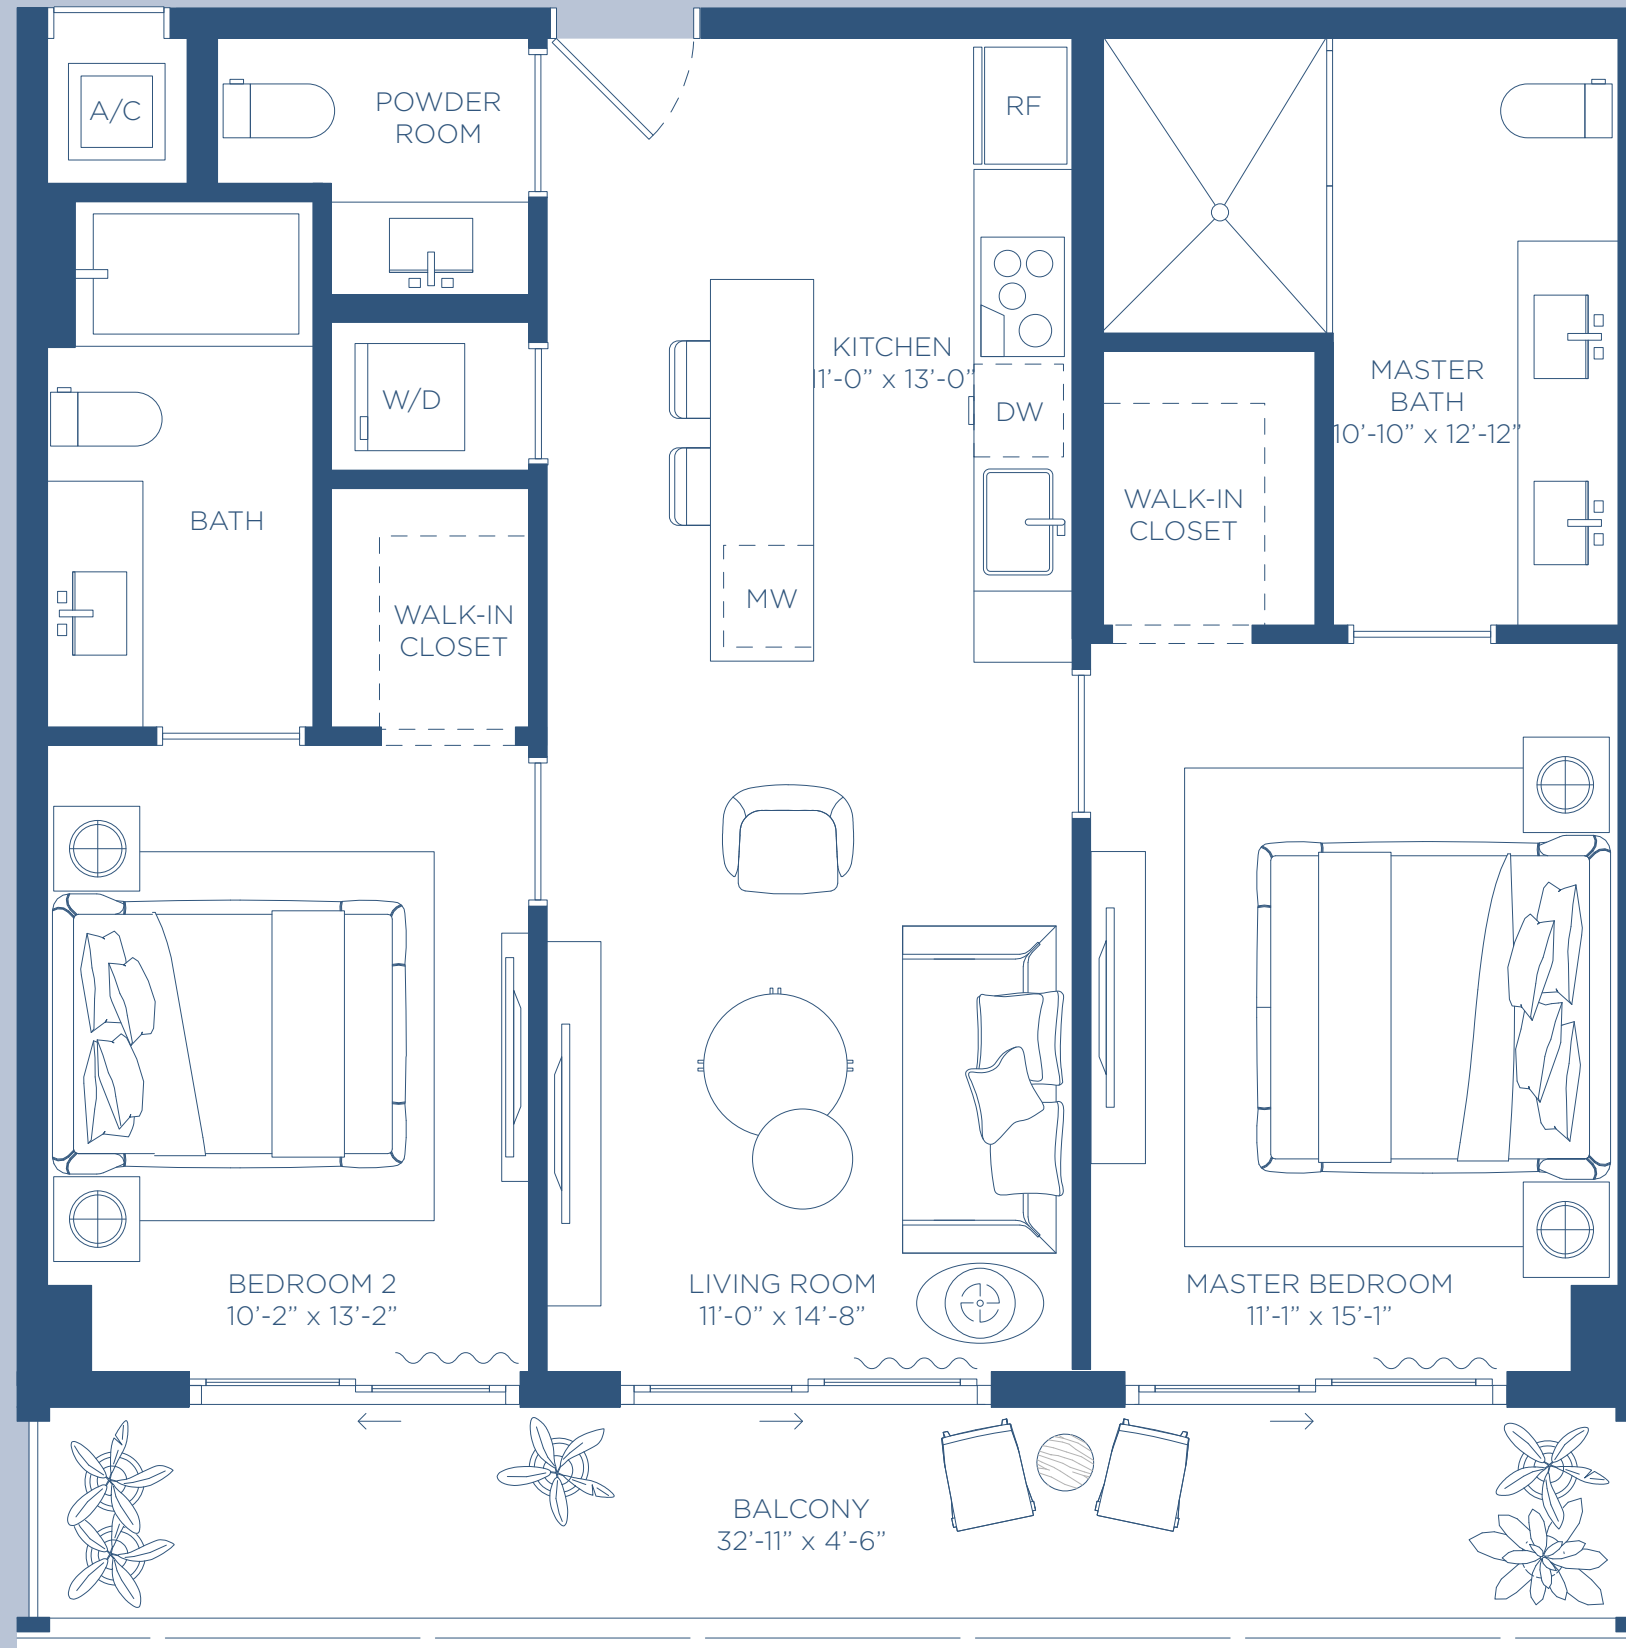 A/C
POWDER
ROOM
RF
KITCHEN
11’-0” x 13’-0”
W/D
DW
MASTER
BATH
10’-10” x 12’-12”
BATH
WALK-IN
CLOSET
MW
WALK-IN
CLOSET
BEDROOM 2
10’-2” x 13’-2”
LIVING ROOM
11’-0” x 14’-8”
MASTER BEDROOM
11’-1” x 15’-1”
BALCONY
32’-11” x 4’-6”